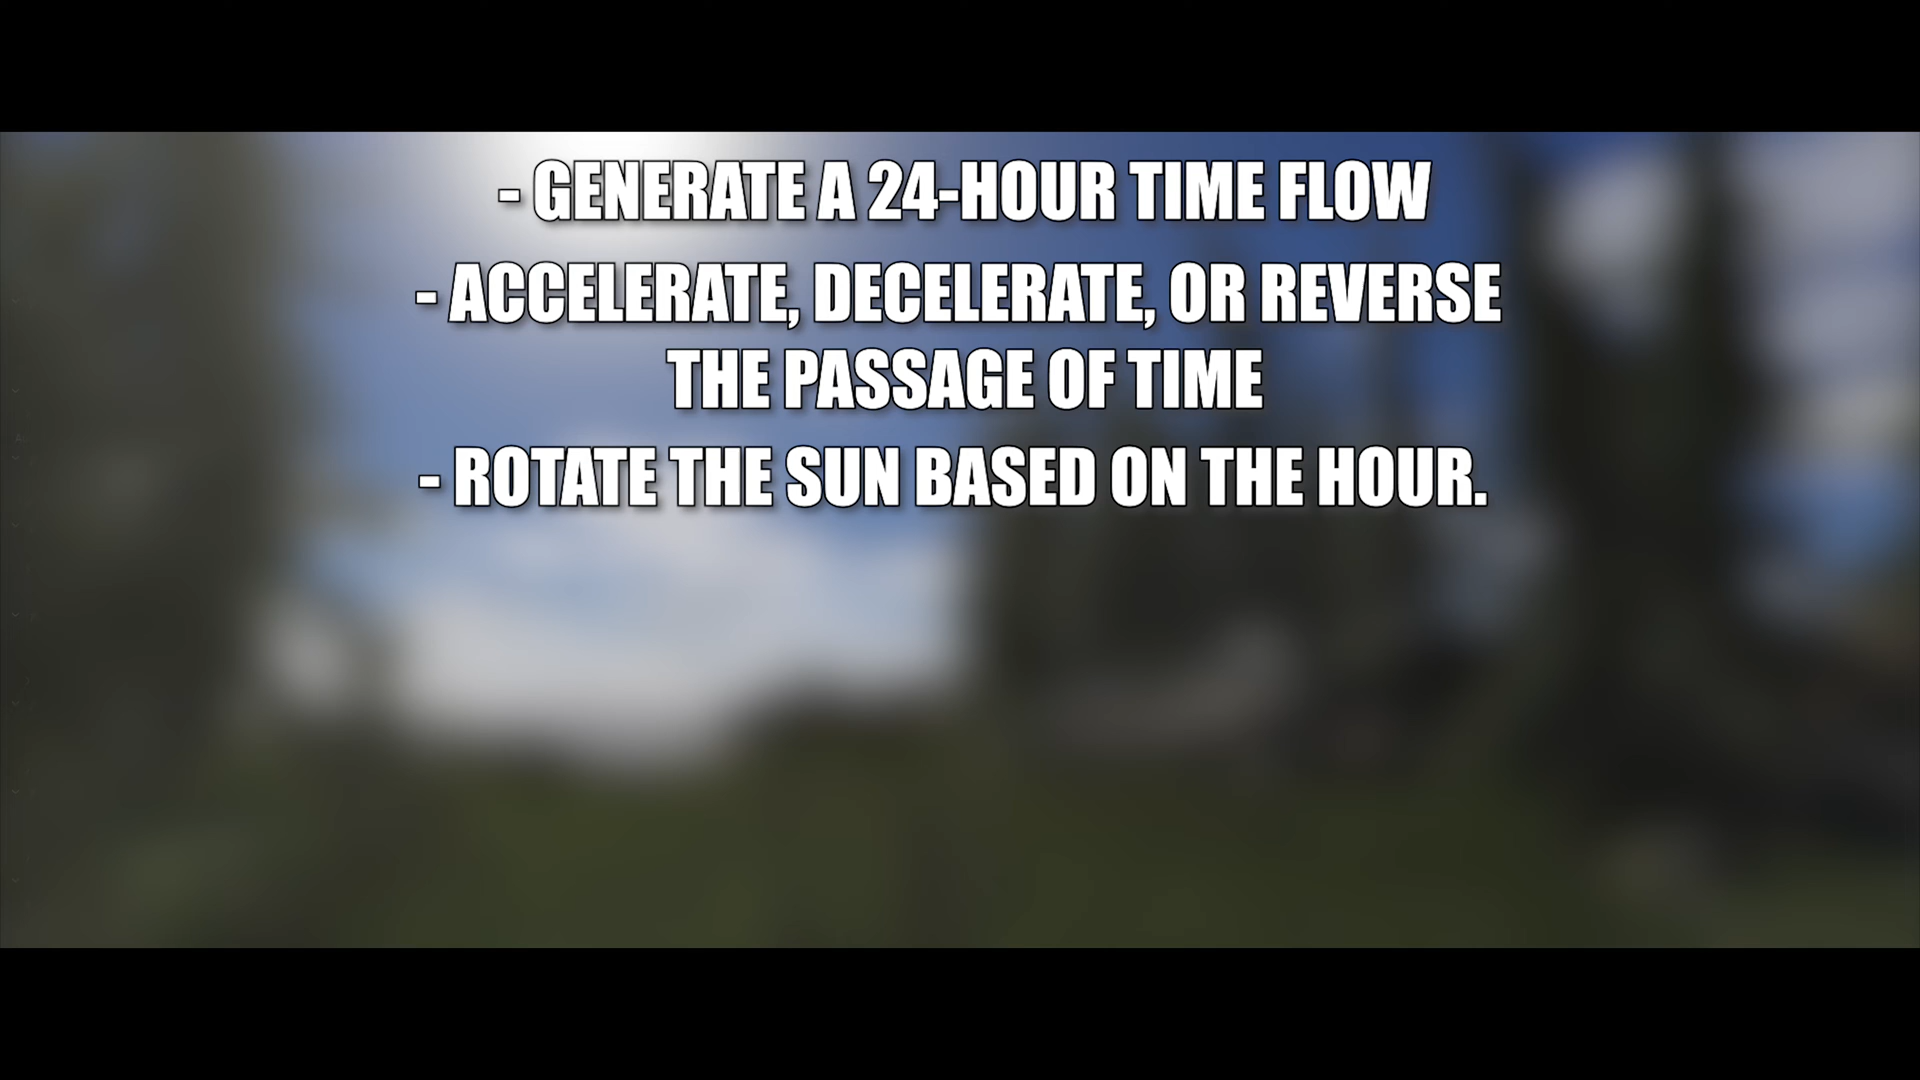 - GENERATE A 24-HOUR TIME FLOW
- ACCELERATE, DECELERATE, OR REVERSE
THE PASSAGE OF TIME
- ROTATE THE SUN BASED ON THE HOUR.